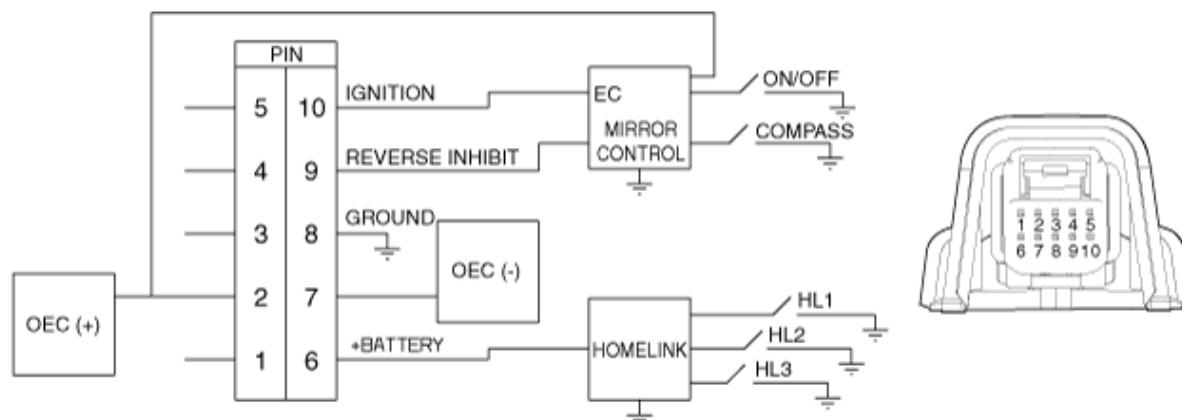 PIN
5 10 IGNITION
4 9 REVERSE INHIBIT
3 8 GROUND
2 7
1 6 +BATTERY
OEC (+)
OEC (-)
EC
MIRROR
CONTROL
ON/OFF
COMPASS
HOMELINK
HL1
HL2
HL3
1 2 3 4 5
6 7 8 9 10